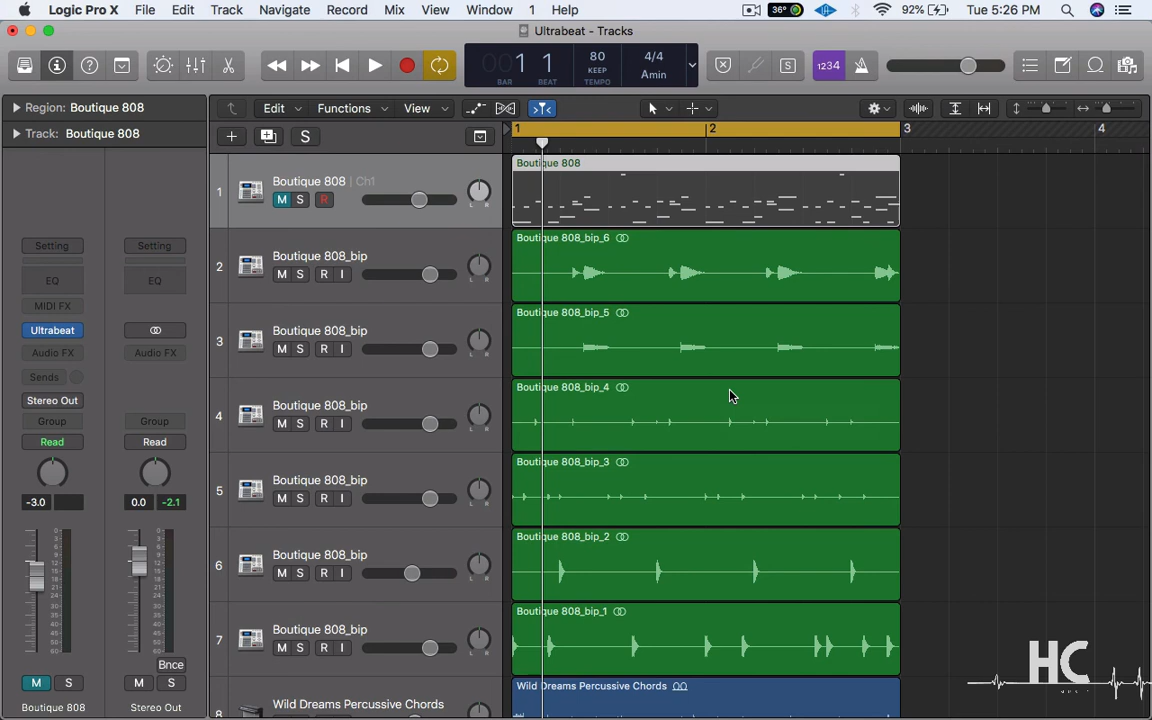 Logic Pro X File Edit Track Navigate Record Mix View Window 1 Help 36° 92% Tue 5:26 PM
Ultrabeat - Tracks
001 1 80 4/4
KEEP Amin
BAR BEAT TEMPO
1234
Region: Boutique 808
Track: Boutique 808
Edit Functions View
S
1 2 3 4
Setting Setting
EQ EQ
MIDI FX
Ultrabeat
Audio FX Audio FX
Sends
Stereo Out
Group Group
Read Read
-3.0 0.0 -2.1
Bnce
M S M S
Boutique 808 Stereo Out
1 Boutique 808 | Ch1
M S R
L R
2 Boutique 808_bip
M S R I
L R
3 Boutique 808_bip
M S R I
L R
4 Boutique 808_bip
M S R I
L R
5 Boutique 808_bip
M S R I
L R
6 Boutique 808_bip
M S R I
L R
7 Boutique 808_bip
M S R I
L R
8 Wild Dreams Percussive Chords
Boutique 808
Boutique 808_bip_6
Boutique 808_bip_5
Boutique 808_bip_4
Boutique 808_bip_3
Boutique 808_bip_2
Boutique 808_bip_1
Wild Dreams Percussive Chords
HC